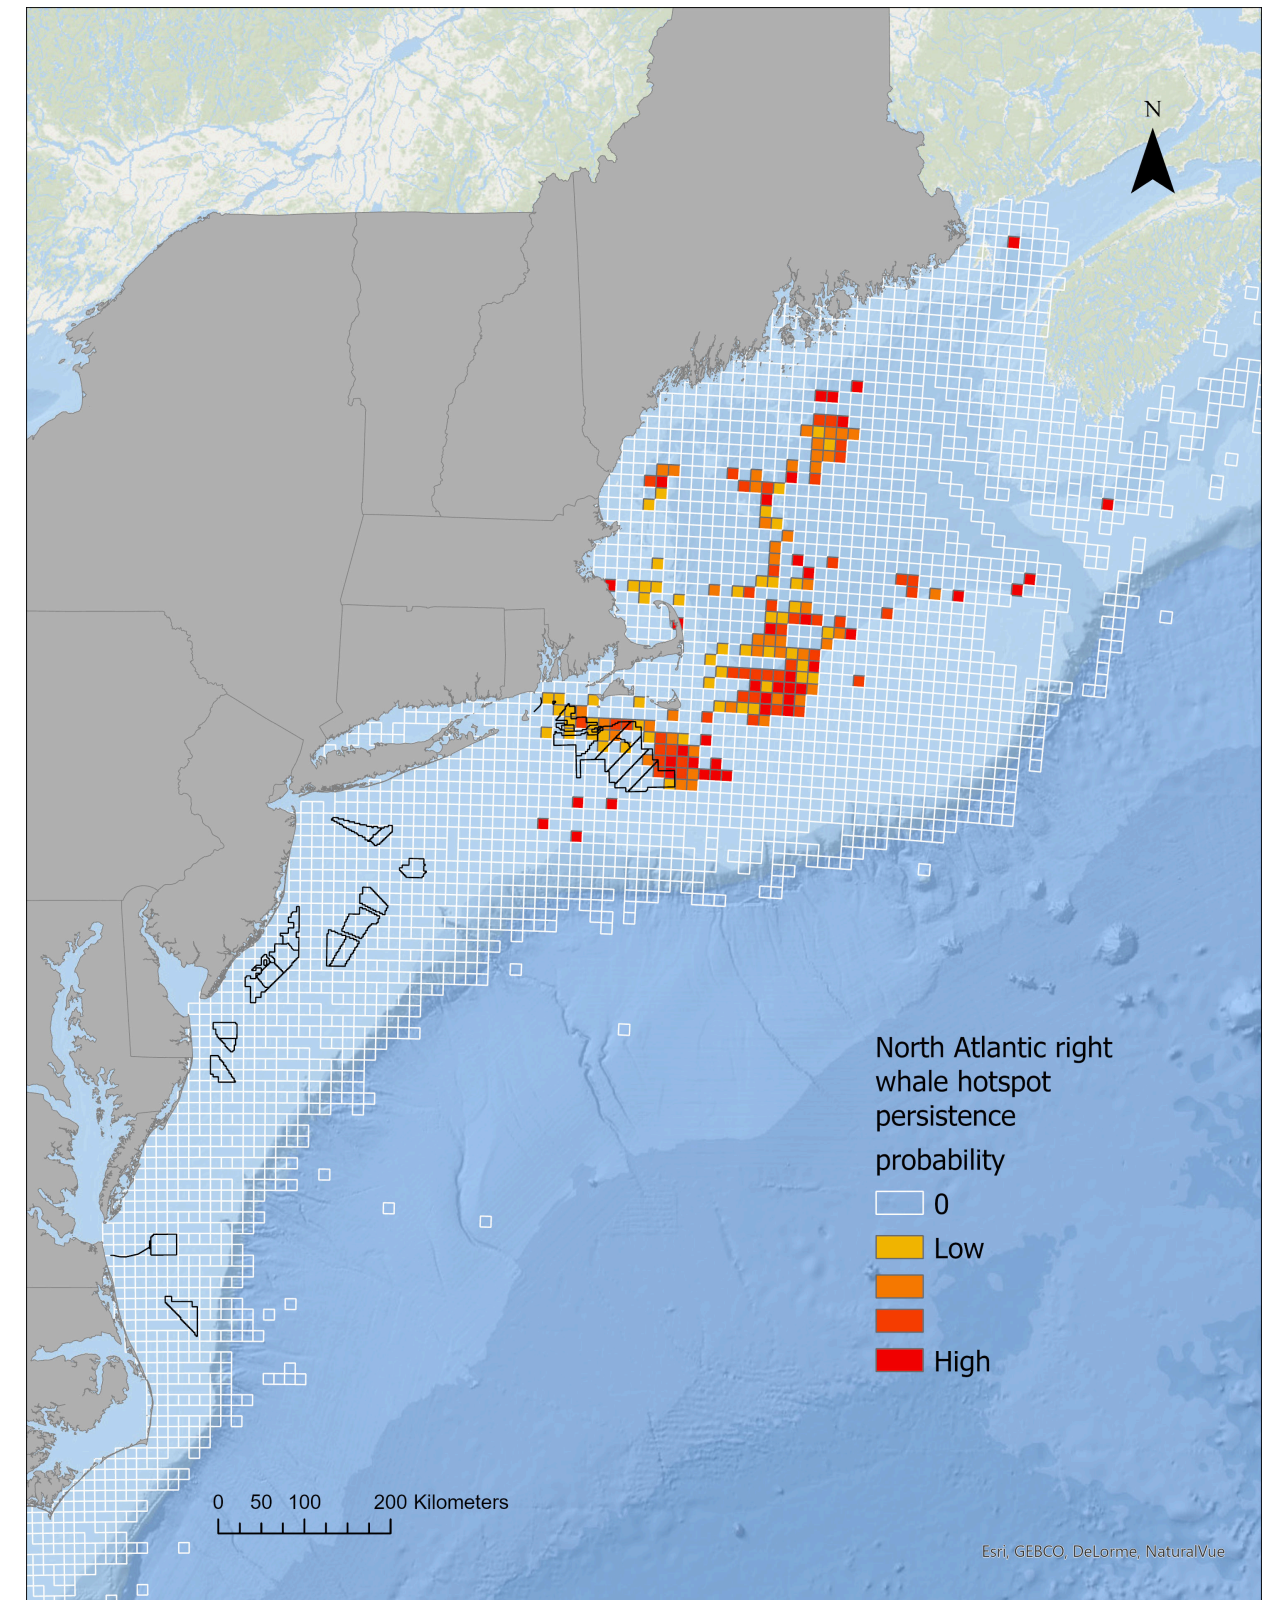 N
North Atlantic right
whale hotspot
persistence
probability
0
Low
High
0 50 100 200 Kilometers
Esri, GEBCO, DeLorme, NaturalVue